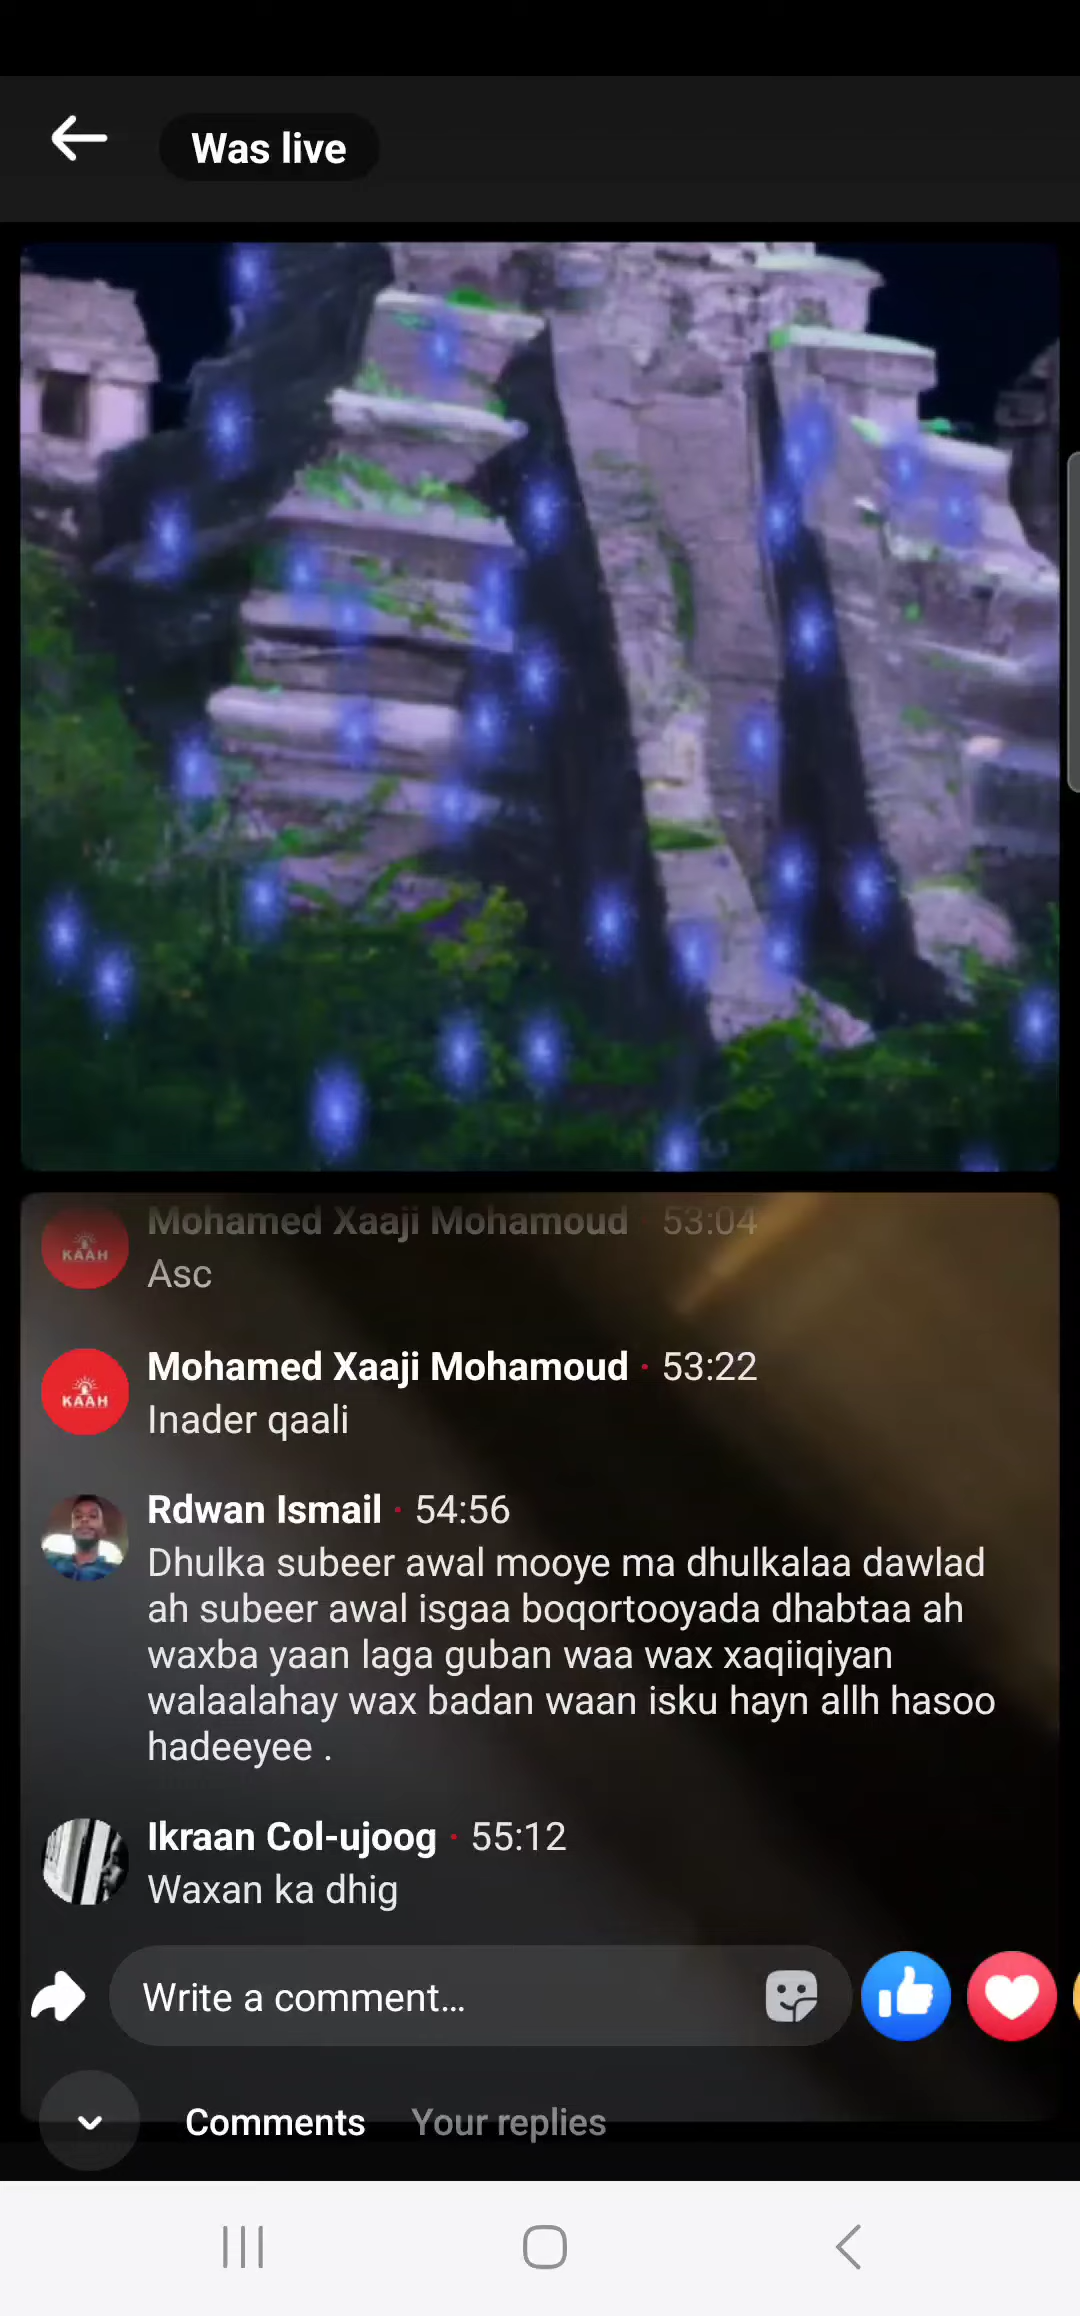 Was live
Mohamed Xaaji Mohamoud · 53:04
KAAH
Asc
Mohamed Xaaji Mohamoud · 53:22
KAAH
Inader qaali
Rdwan Ismail · 54:56
Dhulka subeer awal mooye ma dhulkalaa dawlad
ah subeer awal isgaa boqortooyada dhabtaa ah
waxba yaan laga guban waa wax xaqiiqiyan
walaalahay wax badan waan isku hayn allh hasoo
hadeeyee .
Ikraan Col-ujoog · 55:12
Waxan ka dhig
Write a comment...
Comments Your replies